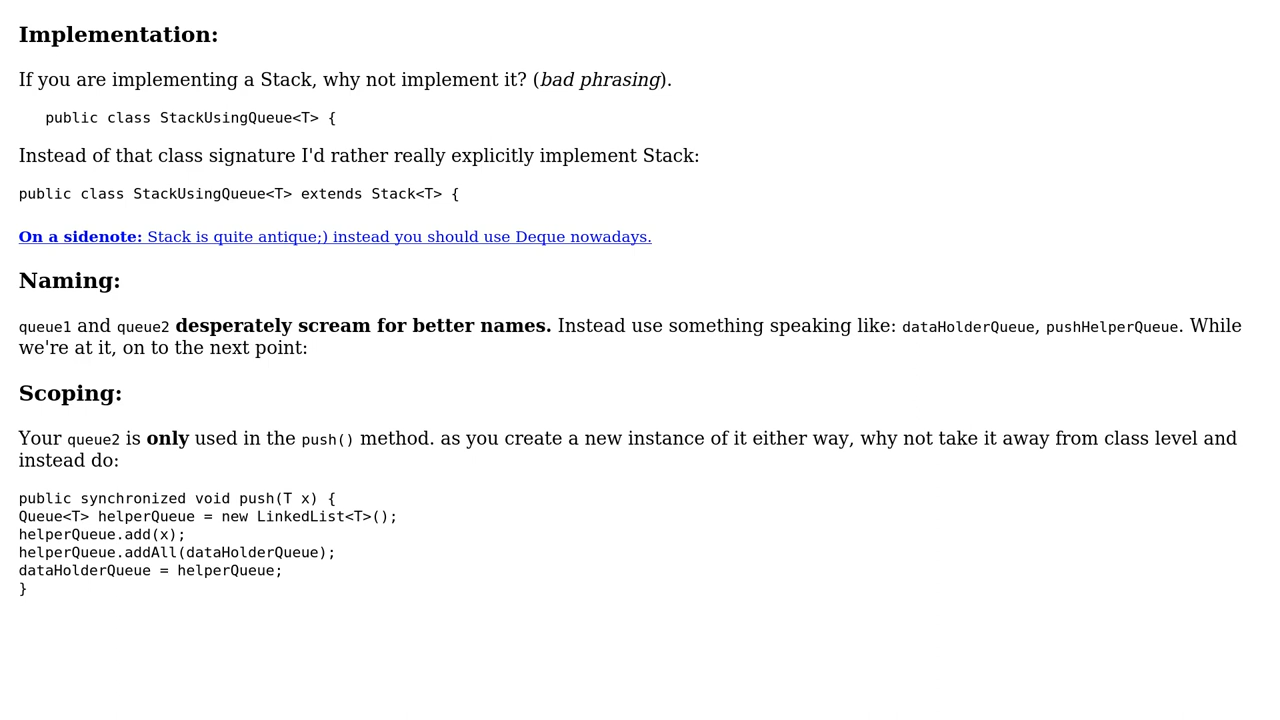 Implementation:
If you are implementing a Stack, why not implement it? (bad phrasing).
public class StackUsingQueue<T> {
Instead of that class signature I'd rather really explicitly implement Stack:
public class StackUsingQueue<T> extends Stack<T> {
On a sidenote: Stack is quite antique;) instead you should use Deque nowadays.
Naming:
queue1 and queue2 desperately scream for better names. Instead use something speaking like: dataHolderQueue, pushHelperQueue. While
we're at it, on to the next point:
Scoping:
Your queue2 is only used in the push() method. as you create a new instance of it either way, why not take it away from class level and
instead do:
public synchronized void push(T x) {
Queue<T> helperQueue = new LinkedList<T>();
helperQueue.add(x);
helperQueue.addAll(dataHolderQueue);
dataHolderQueue = helperQueue;
}